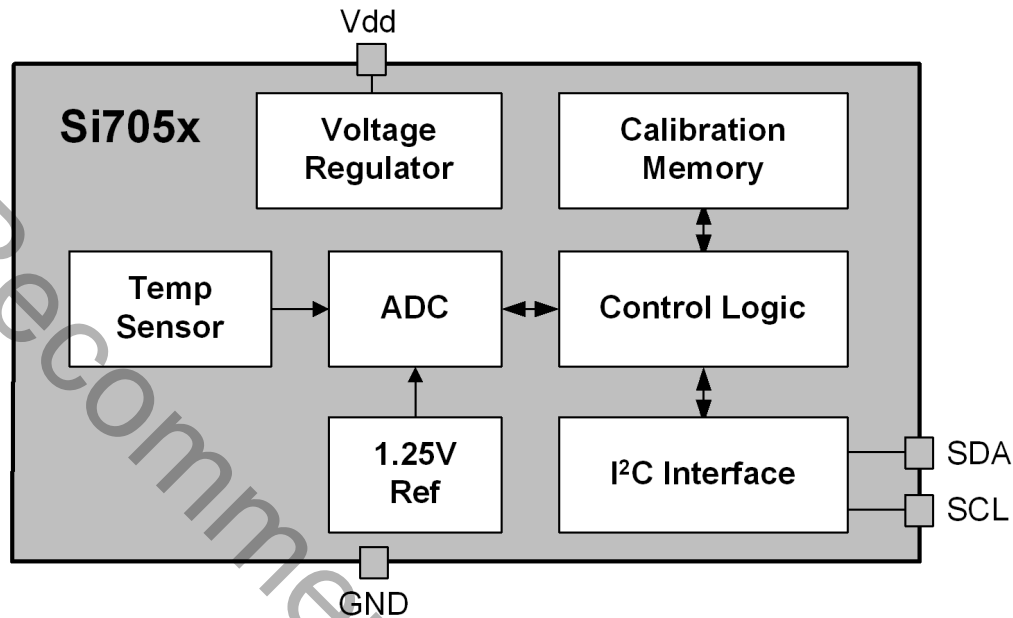 Vdd
Si705x
Voltage
Regulator
Calibration
Memory
Temp
Sensor
ADC
Control Logic
1.25V
Ref
I²C Interface
SDA
SCL
GND
Recomme